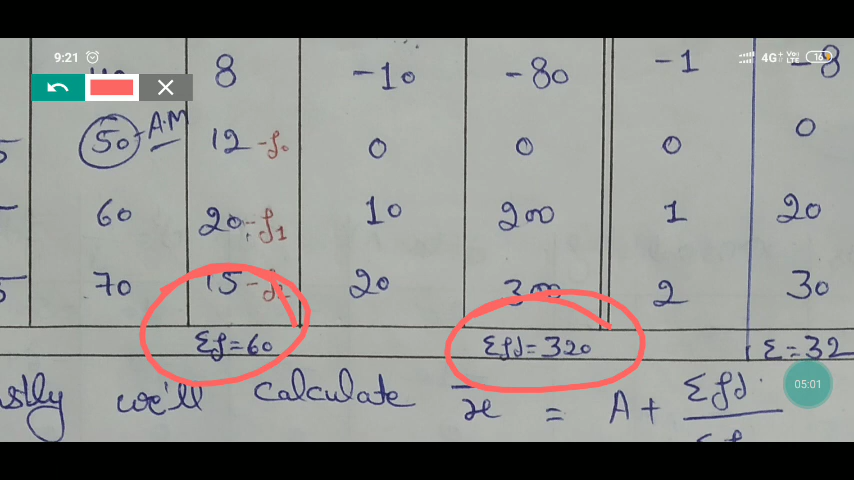 9:21 4G+ Vo)) LTE 16
8 -10 -80 -1 -8
50 A.M 12 -f₀ 0 0 0 0
60 20 -f₁ 10 200 1 20
70 15 -f₂ 20 300 2 30
Σf=60 Σfd=320 Σ=32
05:01
we'll calculate x̄ = A + Σfd